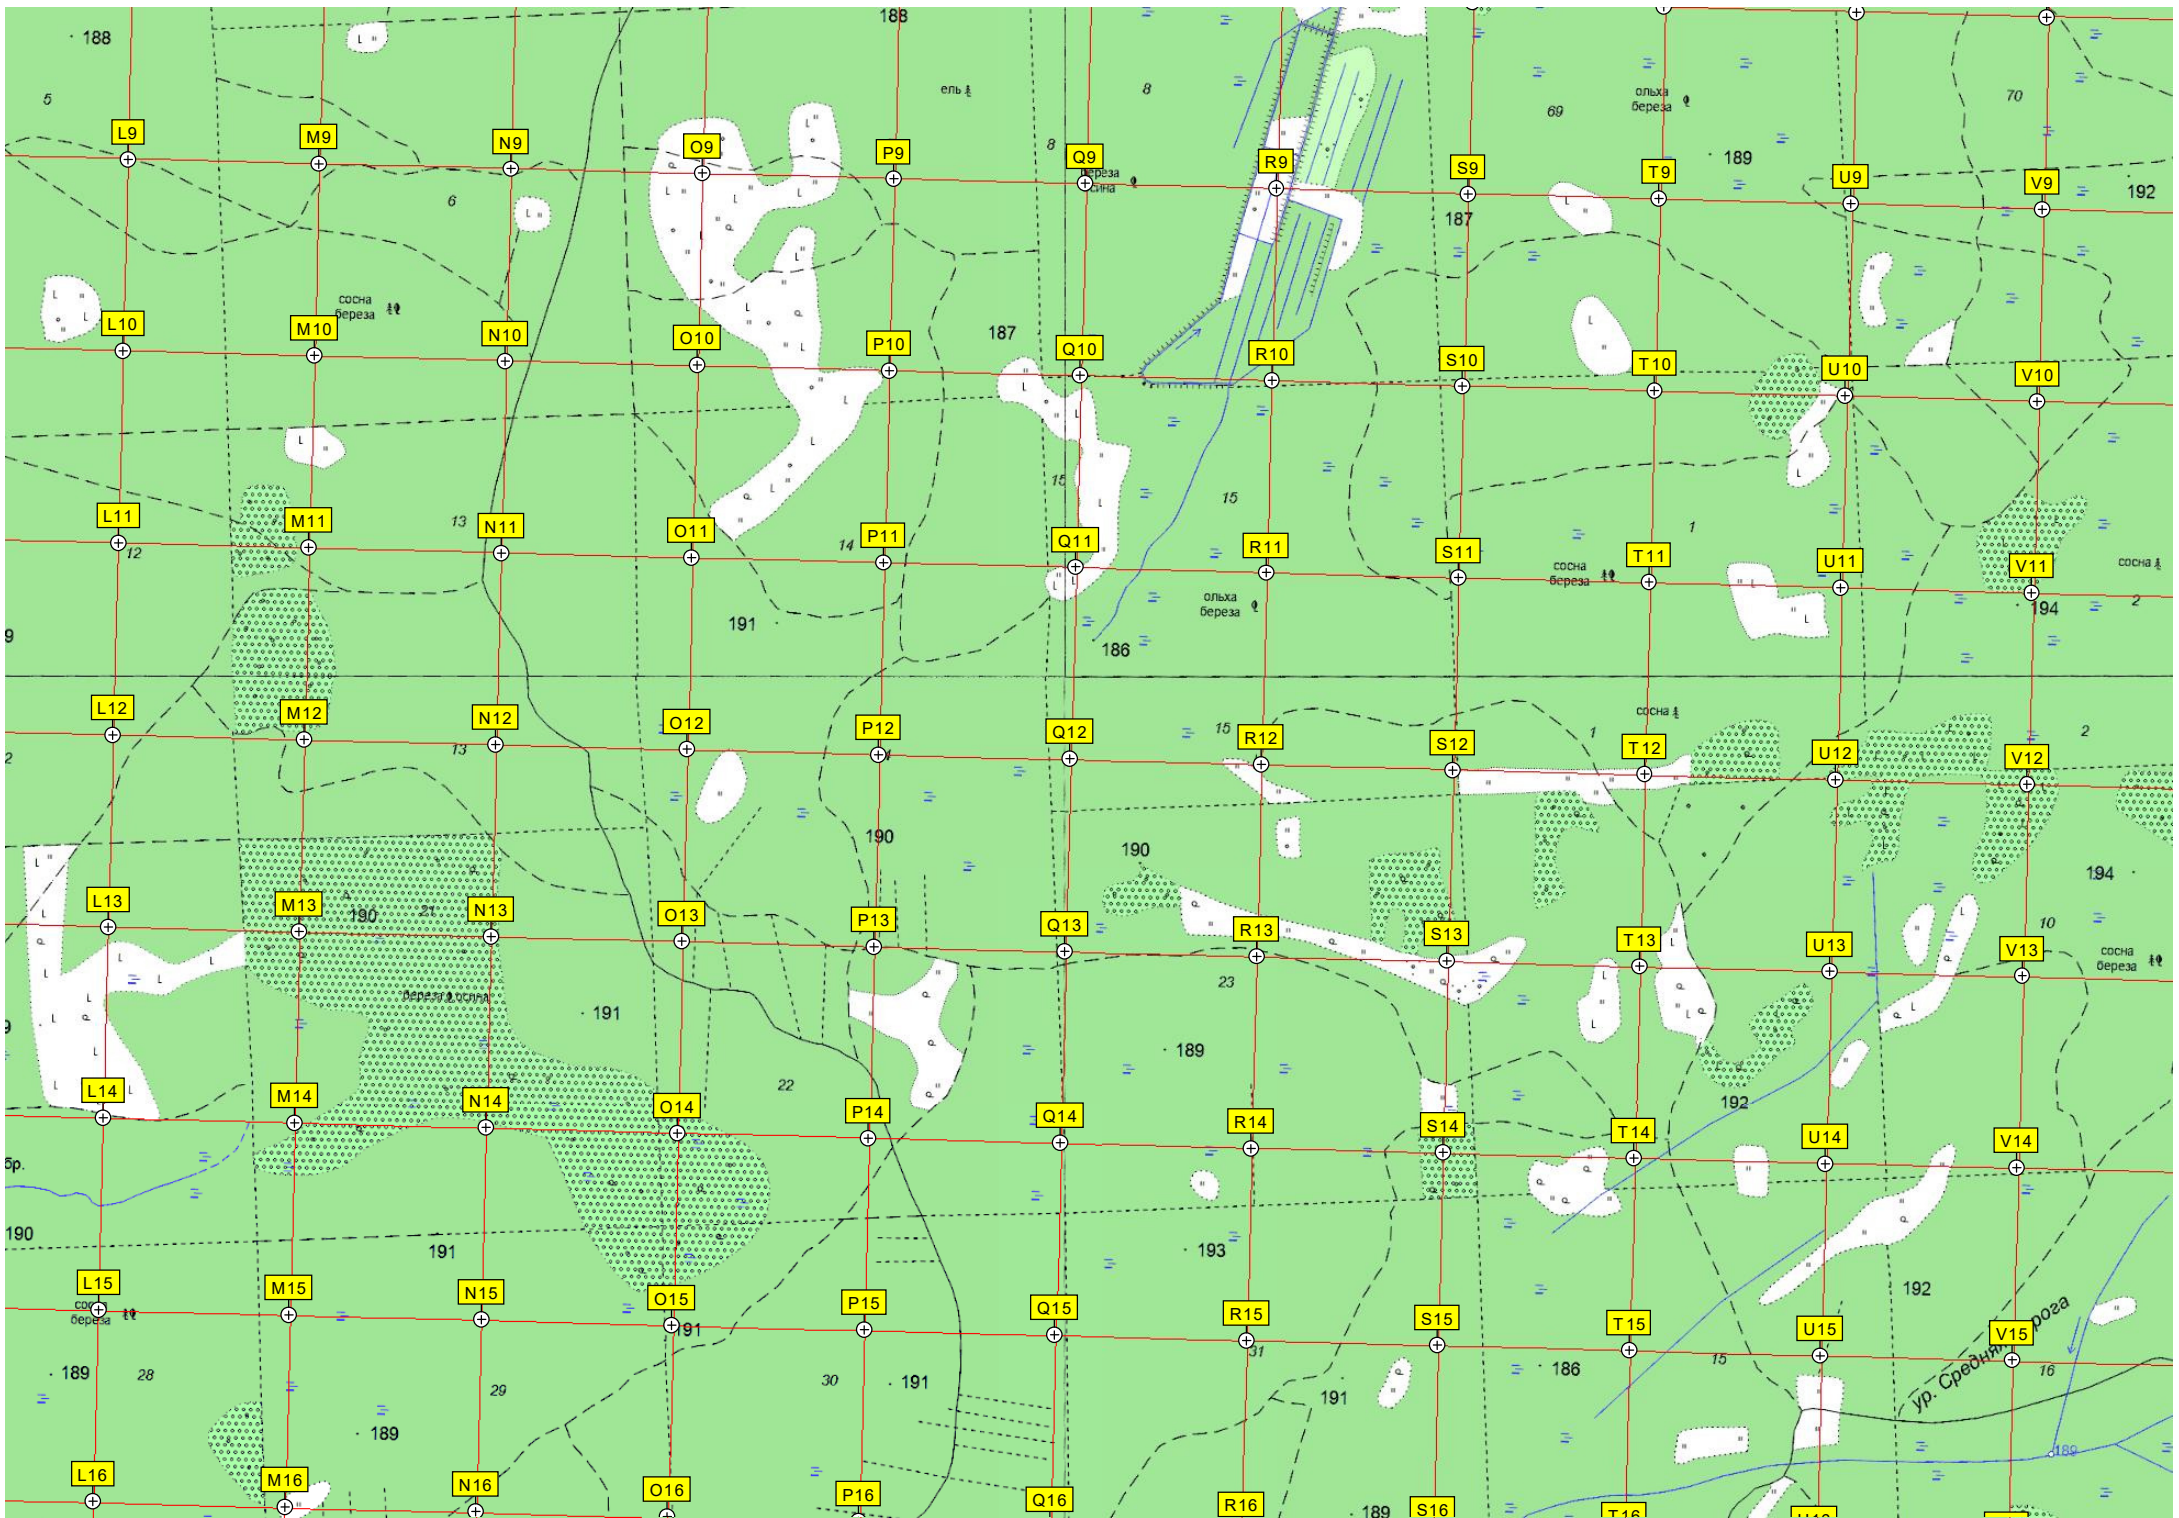 188
188
5
ель
8
69
ольха
береза
70
L9
M9
N9
O9
P9
8
Q9
R9
S9
T9
189
U9
V9
192
6
187
сосна
береза
L10
M10
N10
O10
P10
187
Q10
R10
S10
T10
U10
V10
15
15
L11
12
M11
13
N11
O11
14
P11
Q11
R11
S11
1
T11
сосна
береза
U11
V11
сосна
2
194
ольха
береза
9
191
186
L12
M12
N12
13
O12
P12
Q12
15
R12
S12
сосна
1
T12
U12
V12
2
2
190
190
194
L13
M13
190
21
N13
O13
P13
Q13
R13
S13
T13
U13
V13
10
сосна
береза
23
береза осина
191
9
189
22
192
L14
M14
N14
O14
P14
Q14
R14
S14
T14
U14
V14
бр.
190
191
193
192
L15
береза
M15
N15
O15
191
P15
Q15
R15
31
S15
T15
U15
15
V15
16
189
28
29
30
191
191
186
189
189
L16
M16
N16
O16
P16
Q16
R16
189
S16
T16